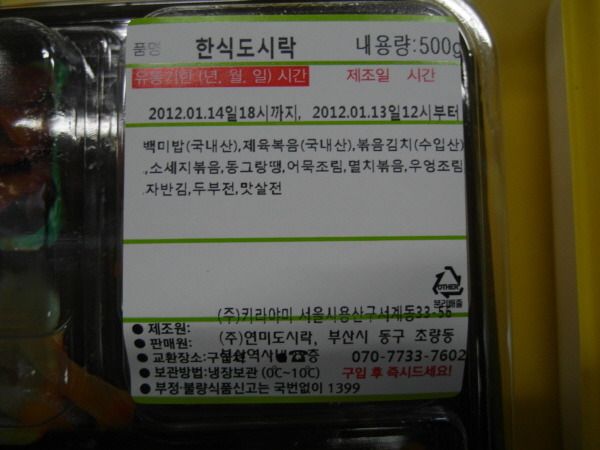 품명 한식도시락 내용량:500g
유통기한 (년, 월, 일) 시간 제조일 시간
2012.01.14일18시까지, 2012.01.13일12시부터
백미밥(국내산),제육볶음(국내산),볶음김치(수입산)
,소세지볶음,동그랑땡,어묵조림,멸치볶음,우엉조림
,자반김,두부전,맛살전
OTHER
분리배출
(주)키라야미 서울시용산구서계동33-56
● 제조원:
● 판매원: (주)연미도시락, 부산시 동구 초량동
● 교환장소:구 070-7733-7602
● 보관방법:냉장보관 (0℃~10℃) 구입 후 즉시드세요!
● 부정·불량식품신고는 국번없이 1399